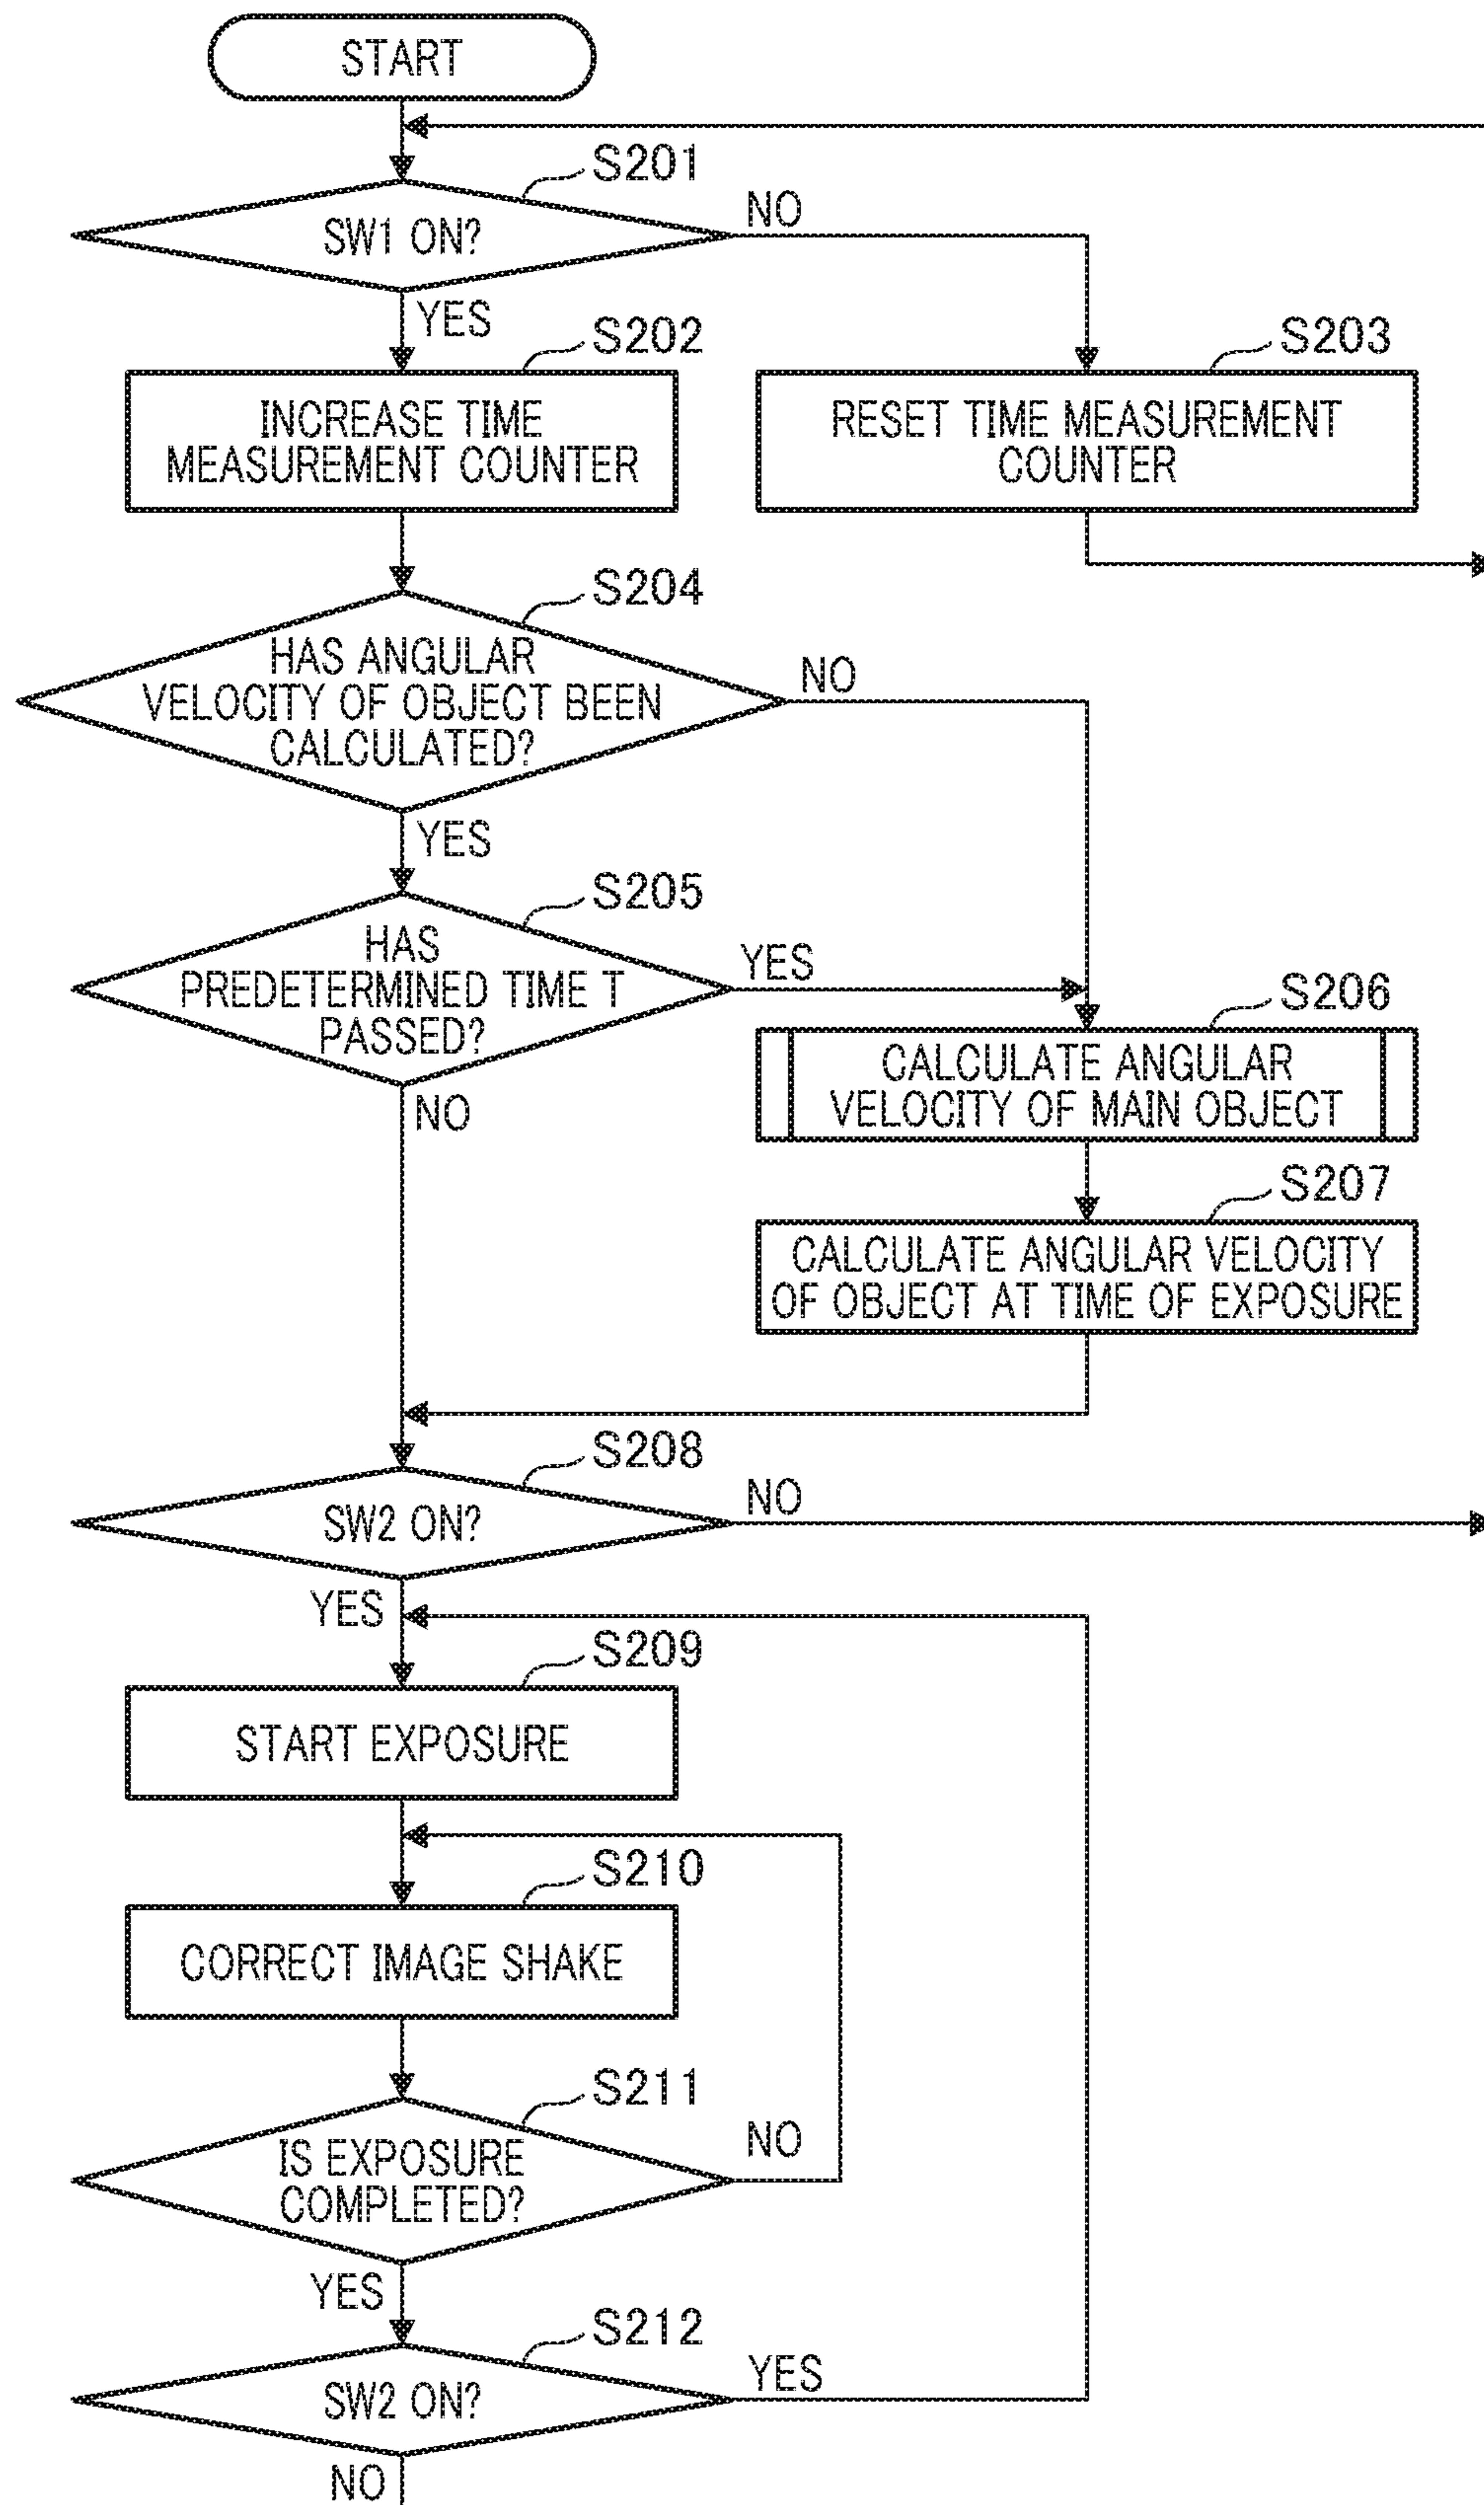 START
S201
SW1 ON?
NO
YES
S202
INCREASE TIME
MEASUREMENT COUNTER
S203
RESET TIME MEASUREMENT
COUNTER
S204
HAS ANGULAR
VELOCITY OF OBJECT BEEN
CALCULATED?
NO
YES
S205
HAS
PREDETERMINED TIME T
PASSED?
YES
NO
S206
CALCULATE ANGULAR
VELOCITY OF MAIN OBJECT
S207
CALCULATE ANGULAR VELOCITY
OF OBJECT AT TIME OF EXPOSURE
S208
SW2 ON?
NO
YES
S209
START EXPOSURE
S210
CORRECT IMAGE SHAKE
S211
IS EXPOSURE
COMPLETED?
NO
YES
S212
SW2 ON?
YES
NO